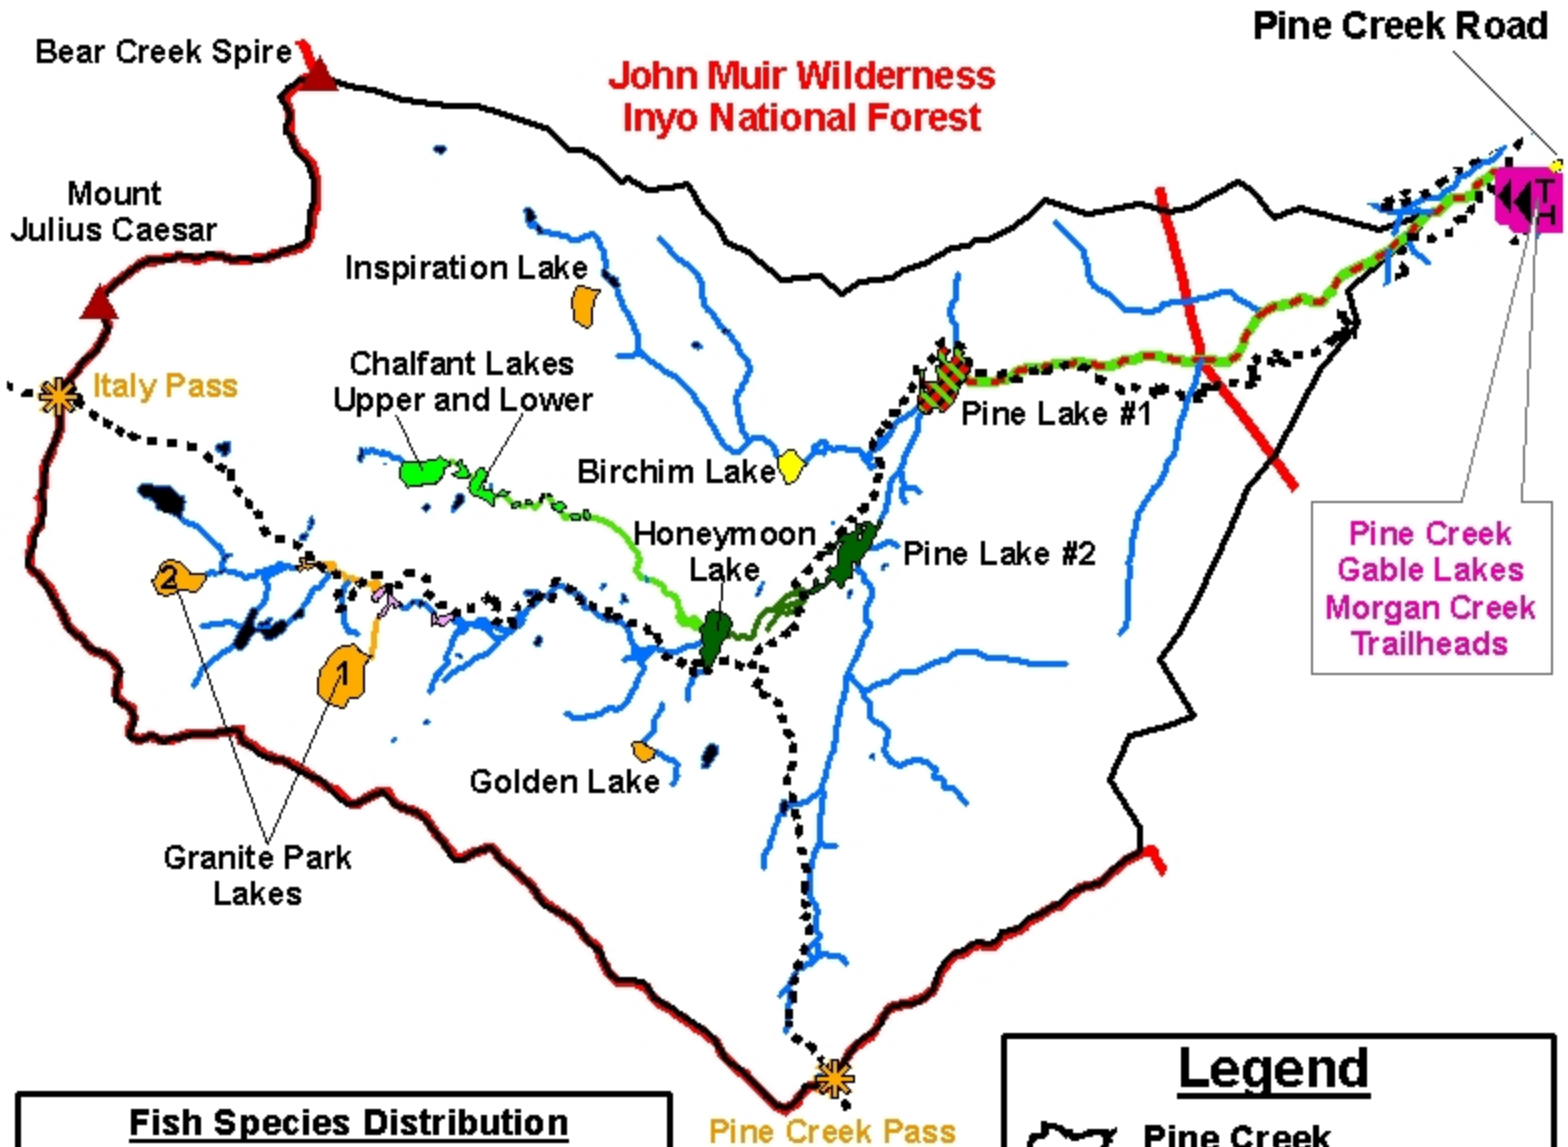 Pine Creek Road
Bear Creek Spire
John Muir Wilderness
Inyo National Forest
Mount
Julius Caesar
TH
Inspiration Lake
Italy Pass
Chalfant Lakes
Upper and Lower
Pine Lake #1
Birchim Lake
Honeymoon
Lake
Pine Lake #2
Pine Creek
Gable Lakes
Morgan Creek
Trailheads
2
1
Golden Lake
Granite Park
Lakes
Legend
Pine Creek
Fish Species Distribution
Pine Creek Pass